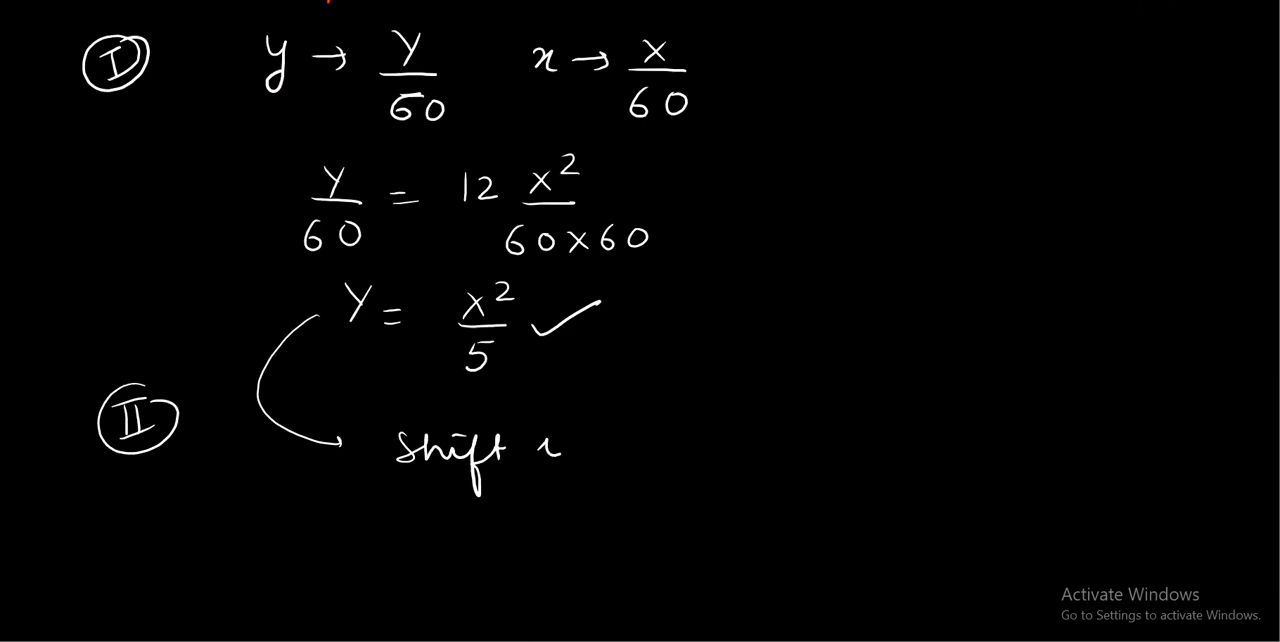 I y → y/60 x → x/60
y/60 = 12 x²/60×60
y = x²/5 ✓
II → Shift i
Activate Windows
Go to Settings to activate Windows.